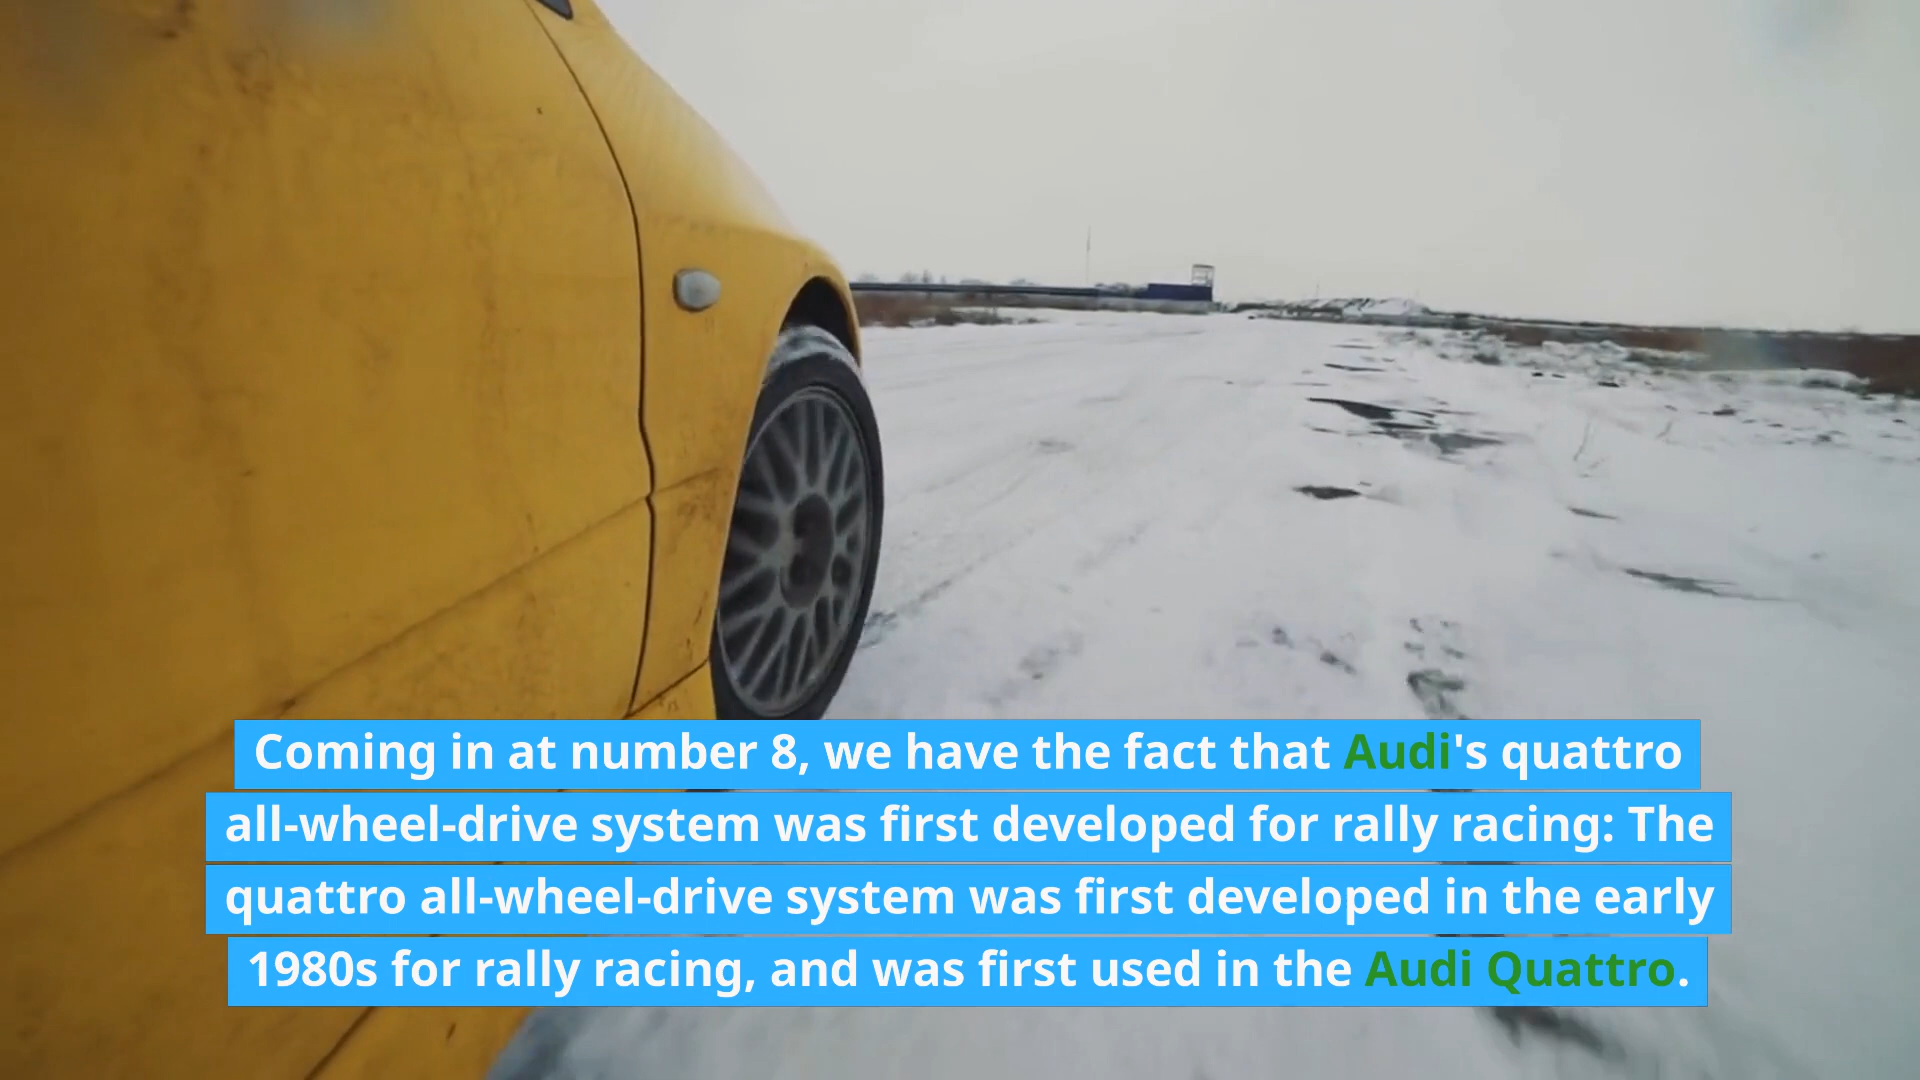 Coming in at number 8, we have the fact that Audi's quattro
all-wheel-drive system was first developed for rally racing: The
quattro all-wheel-drive system was first developed in the early
1980s for rally racing, and was first used in the Audi Quattro.